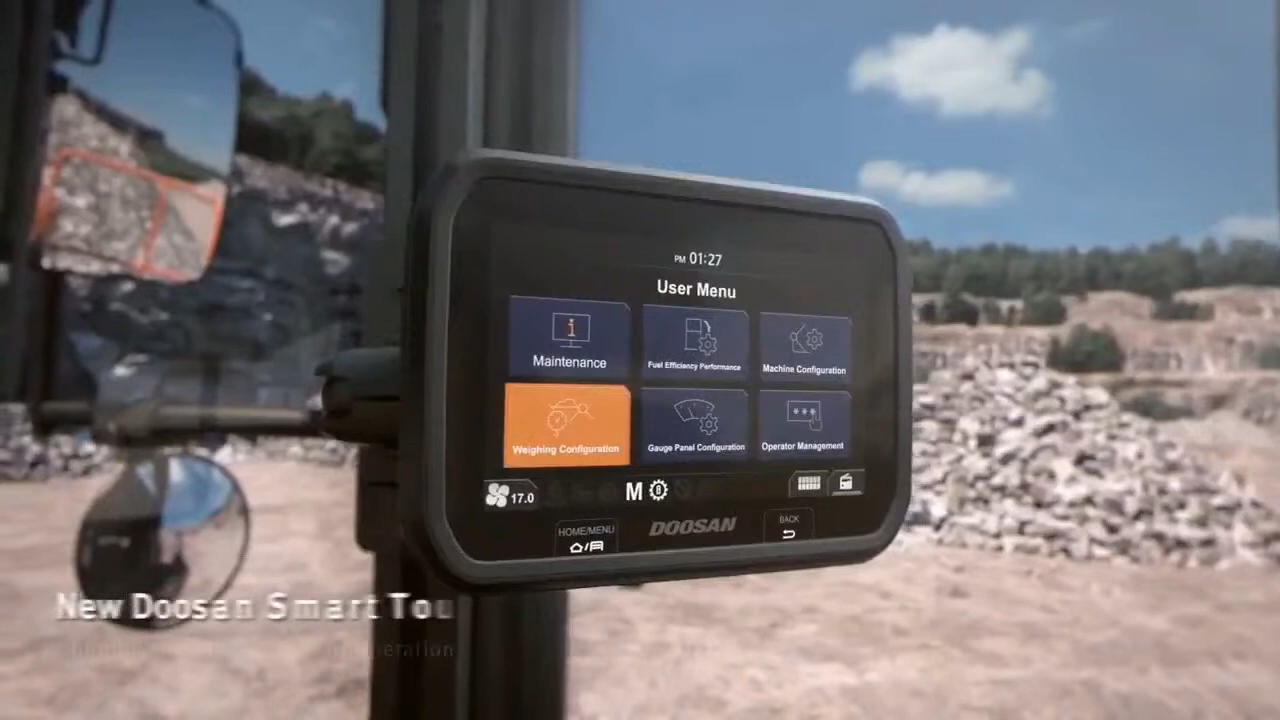 PM 01:27
User Menu
Maintenance
Fuel Efficiency Performance
Machine Configuration
Weighing Configuration
Gauge Panel Configuration
Operator Management
17.0
M
HOME/MENU
DOOSAN
BACK
New Doosan Smart Tou